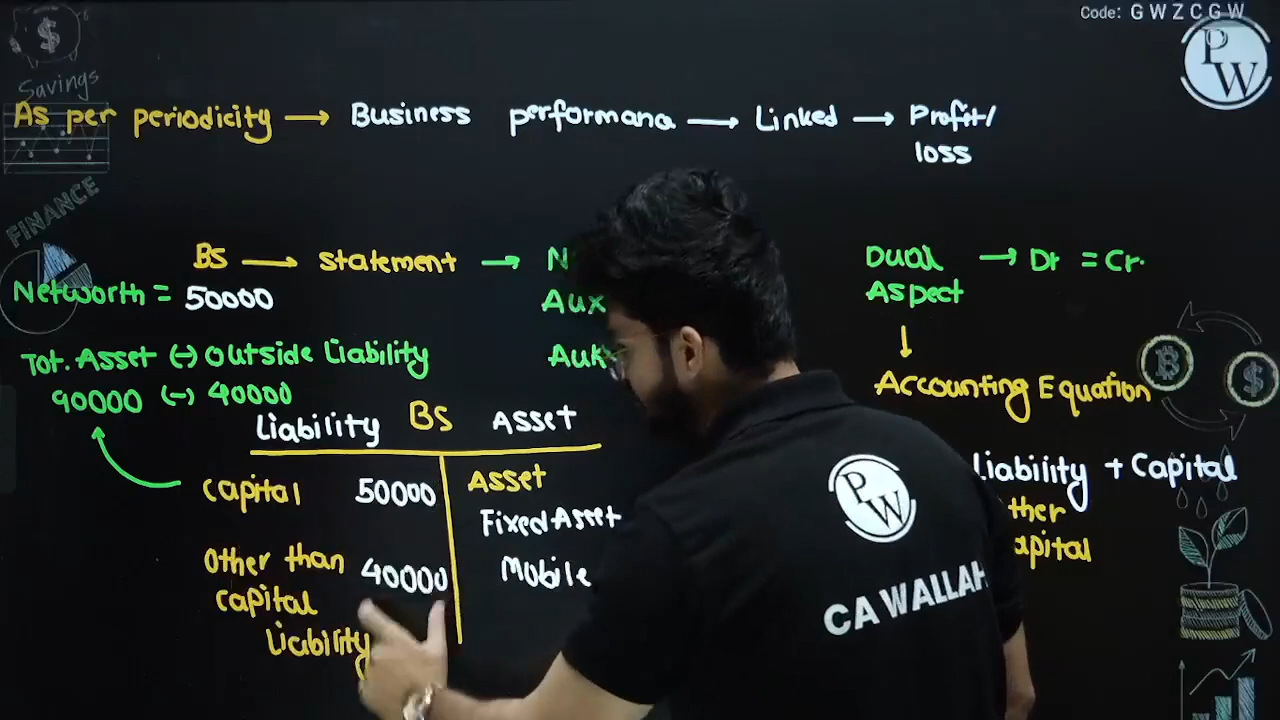 Code: G W Z C G W
Savings
PW
As per periodicity → Business performana → Linked → Profit/
loss
FINANCE
BS → statement → N
Networth = 50000
Aux
Dual → Dr = Cr.
Aspect
Tot. Asset (-) Outside Liability
90000 (-) 40000
Accounting Equation
Liability BS Asset
Liability + Capital
ther
apital
Capital 50000 Asset
Fixed Asset
Other than 40000 Mobile
capital
Liability
PW
CA WALLAH